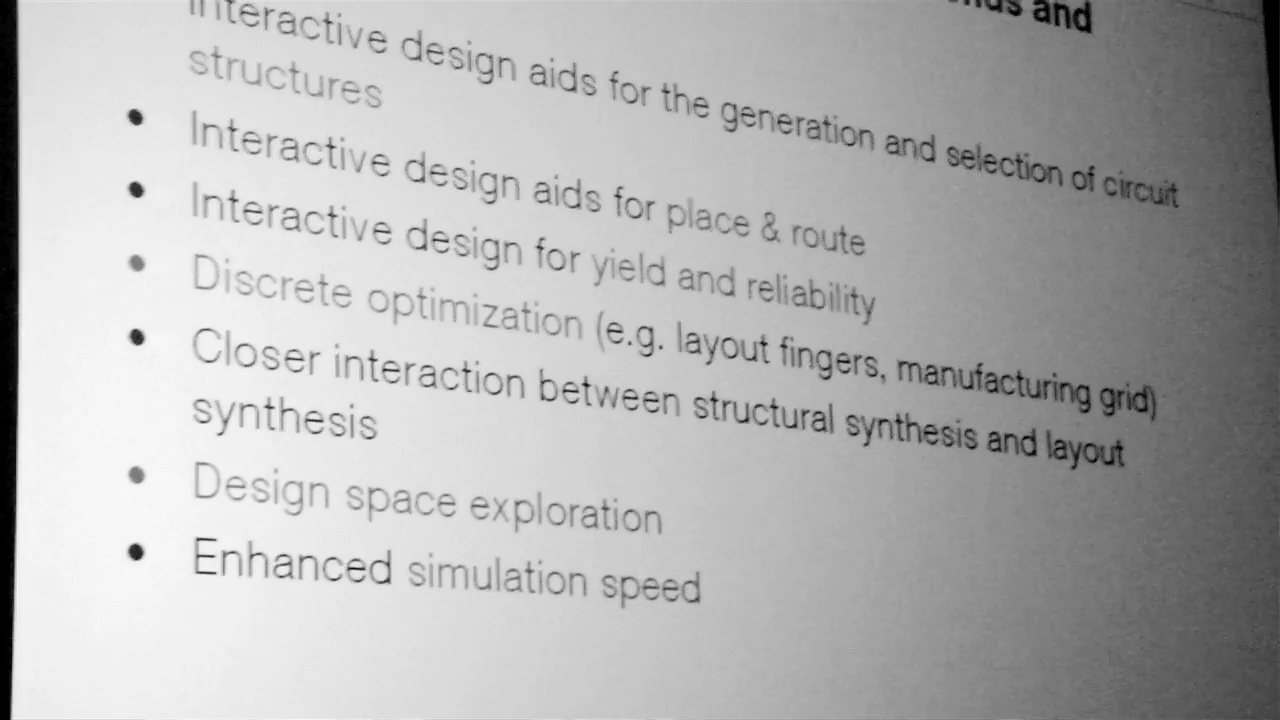 and
Interactive design aids for the generation and selection of circuit
structures
• Interactive design aids for place & route
• Interactive design for yield and reliability
• Discrete optimization (e.g. layout fingers, manufacturing grid)
• Closer interaction between structural synthesis and layout
synthesis
• Design space exploration
• Enhanced simulation speed